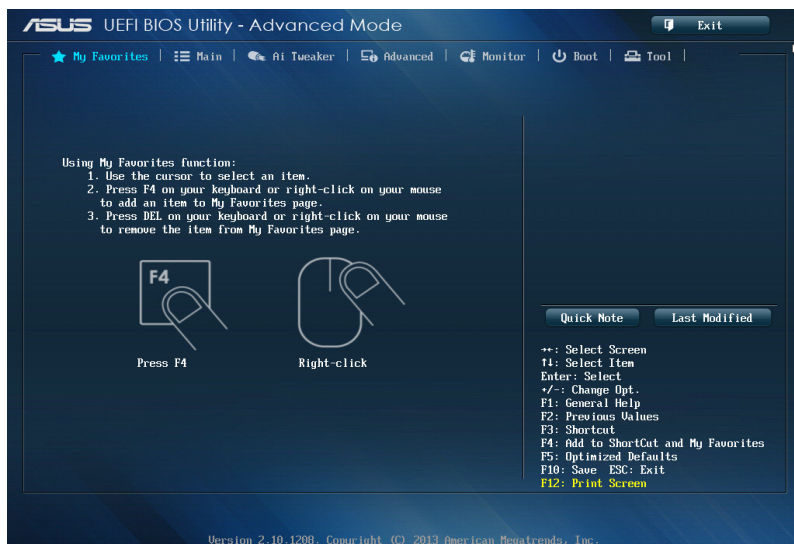 ASUS UEFI BIOS Utility - Advanced Mode
Exit
My Favorites | Main | Ai Tweaker | Advanced | Monitor | Boot | Tool |
Using My Favorites function:
1. Use the cursor to select an item.
2. Press F4 on your keyboard or right-click on your mouse
to add an item to My Favorites page.
3. Press DEL on your keyboard or right-click on your mouse
to remove the item from My Favorites page.
F4
Press F4
Right-click
Quick Note
Last Modified
→←: Select Screen
↑↓: Select Item
Enter: Select
+/-: Change Opt.
F1: General Help
F2: Previous Values
F3: Shortcut
F4: Add to ShortCut and My Favorites
F5: Optimized Defaults
F10: Save ESC: Exit
F12: Print Screen
Version 2.10.1208. Copyright (C) 2013 American Megatrends, Inc.